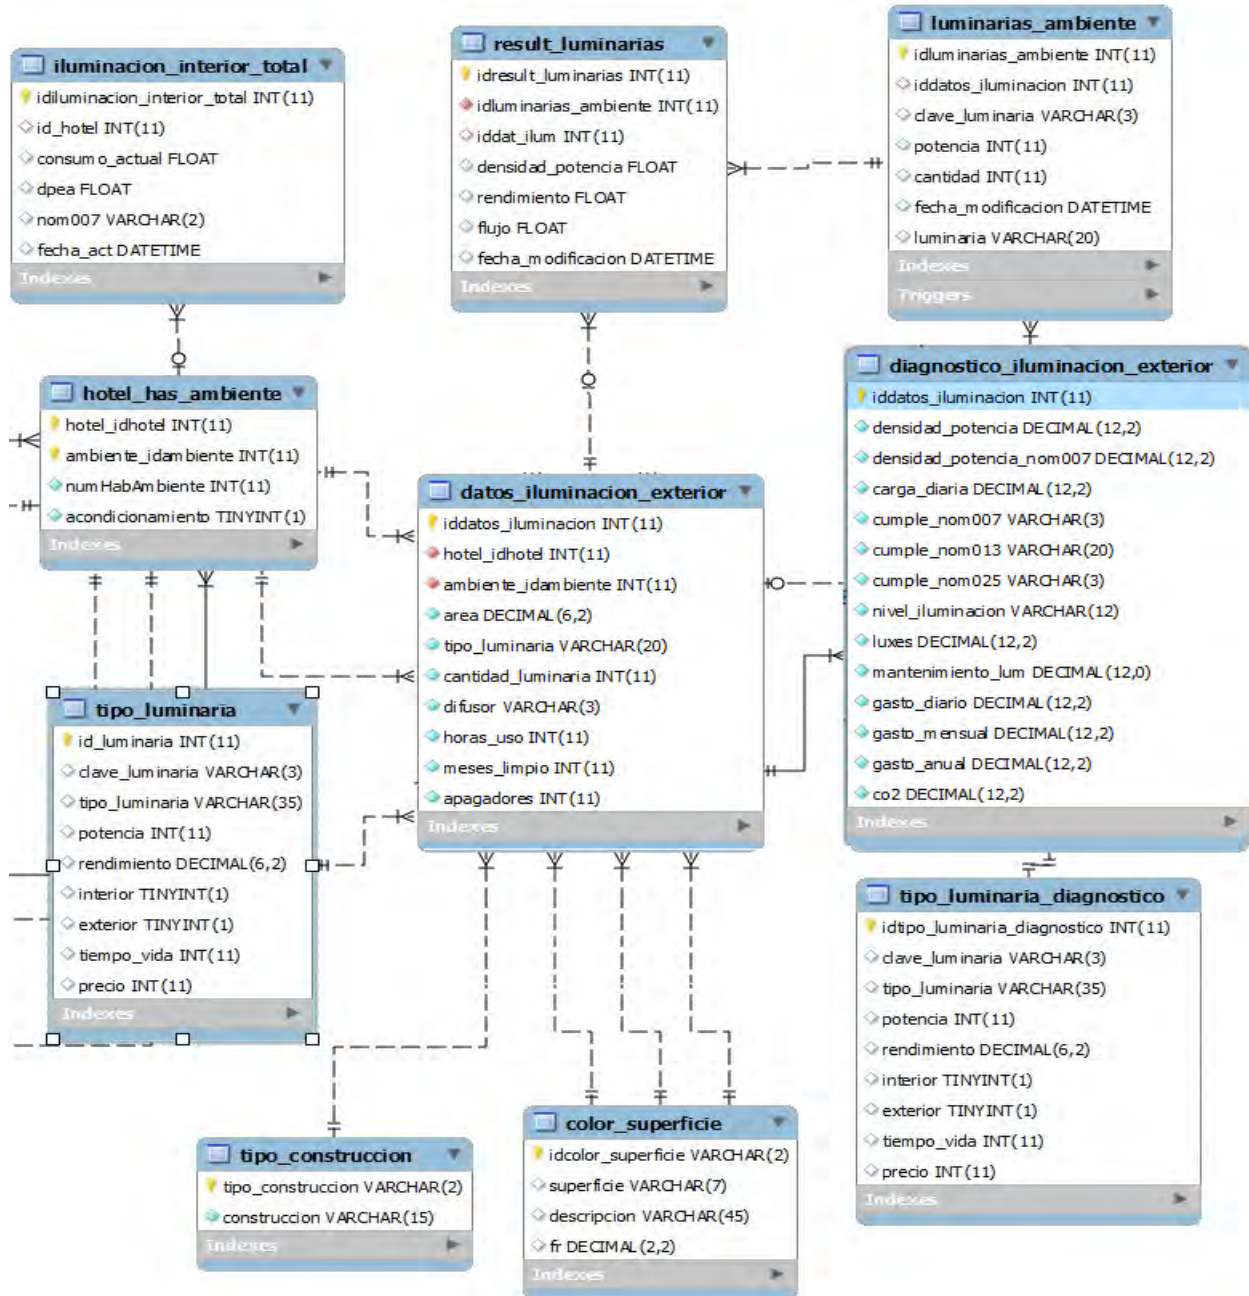 iluminacion_interior_total
idiluminacion_interior_total INT(11)
id_hotel INT(11)
consumo_actual FLOAT
dpea FLOAT
nom007 VARCHAR(2)
fecha_act DATETIME
Indexes
result_luminarias
idresult_luminarias INT(11)
idluminarias_ambiente INT(11)
iddat_ilum INT(11)
densidad_potencia FLOAT
rendimiento FLOAT
flujo FLOAT
fecha_modificacion DATETIME
Indexes
luminarias_ambiente
idluminarias_ambiente INT(11)
iddatos_iluminacion INT(11)
clave_luminaria VARCHAR(3)
potencia INT(11)
cantidad INT(11)
fecha_modificacion DATETIME
luminaria VARCHAR(20)
Indexes
Triggers
hotel_has_ambiente
hotel_idhotel INT(11)
ambiente_idambiente INT(11)
numHabAmbiente INT(11)
acondicionamiento TINYINT(1)
Indexes
datos_iluminacion_exterior
iddatos_iluminacion INT(11)
hotel_idhotel INT(11)
ambiente_idambiente INT(11)
area DECIMAL(6,2)
tipo_luminaria VARCHAR(20)
cantidad_luminaria INT(11)
difusor VARCHAR(3)
horas_uso INT(11)
meses_limpio INT(11)
apagadores INT(11)
Indexes
diagnostico_iluminacion_exterior
iddatos_iluminacion INT(11)
densidad_potencia DECIMAL(12,2)
densidad_potencia_nom007 DECIMAL(12,2)
carga_diaria DECIMAL(12,2)
cumple_nom007 VARCHAR(3)
cumple_nom013 VARCHAR(20)
cumple_nom025 VARCHAR(3)
nivel_iluminacion VARCHAR(12)
luxes DECIMAL(12,2)
mantenimiento_lum DECIMAL(12,0)
gasto_diario DECIMAL(12,2)
gasto_mensual DECIMAL(12,2)
gasto_anual DECIMAL(12,2)
co2 DECIMAL(12,2)
Indexes
tipo_luminaria
id_luminaria INT(11)
clave_luminaria VARCHAR(3)
tipo_luminaria VARCHAR(35)
potencia INT(11)
rendimiento DECIMAL(6,2)
interior TINYINT(1)
exterior TINYINT(1)
tiempo_vida INT(11)
precio INT(11)
Indexes
tipo_luminaria_diagnostico
idtipo_luminaria_diagnostico INT(11)
clave_luminaria VARCHAR(3)
tipo_luminaria VARCHAR(35)
potencia INT(11)
rendimiento DECIMAL(6,2)
interior TINYINT(1)
exterior TINYINT(1)
tiempo_vida INT(11)
precio INT(11)
Indexes
tipo_construccion
tipo_construccion VARCHAR(2)
construccion VARCHAR(15)
Indexes
color_superficie
idcolor_superficie VARCHAR(2)
superficie VARCHAR(7)
descripcion VARCHAR(45)
fr DECIMAL(2,2)
Indexes